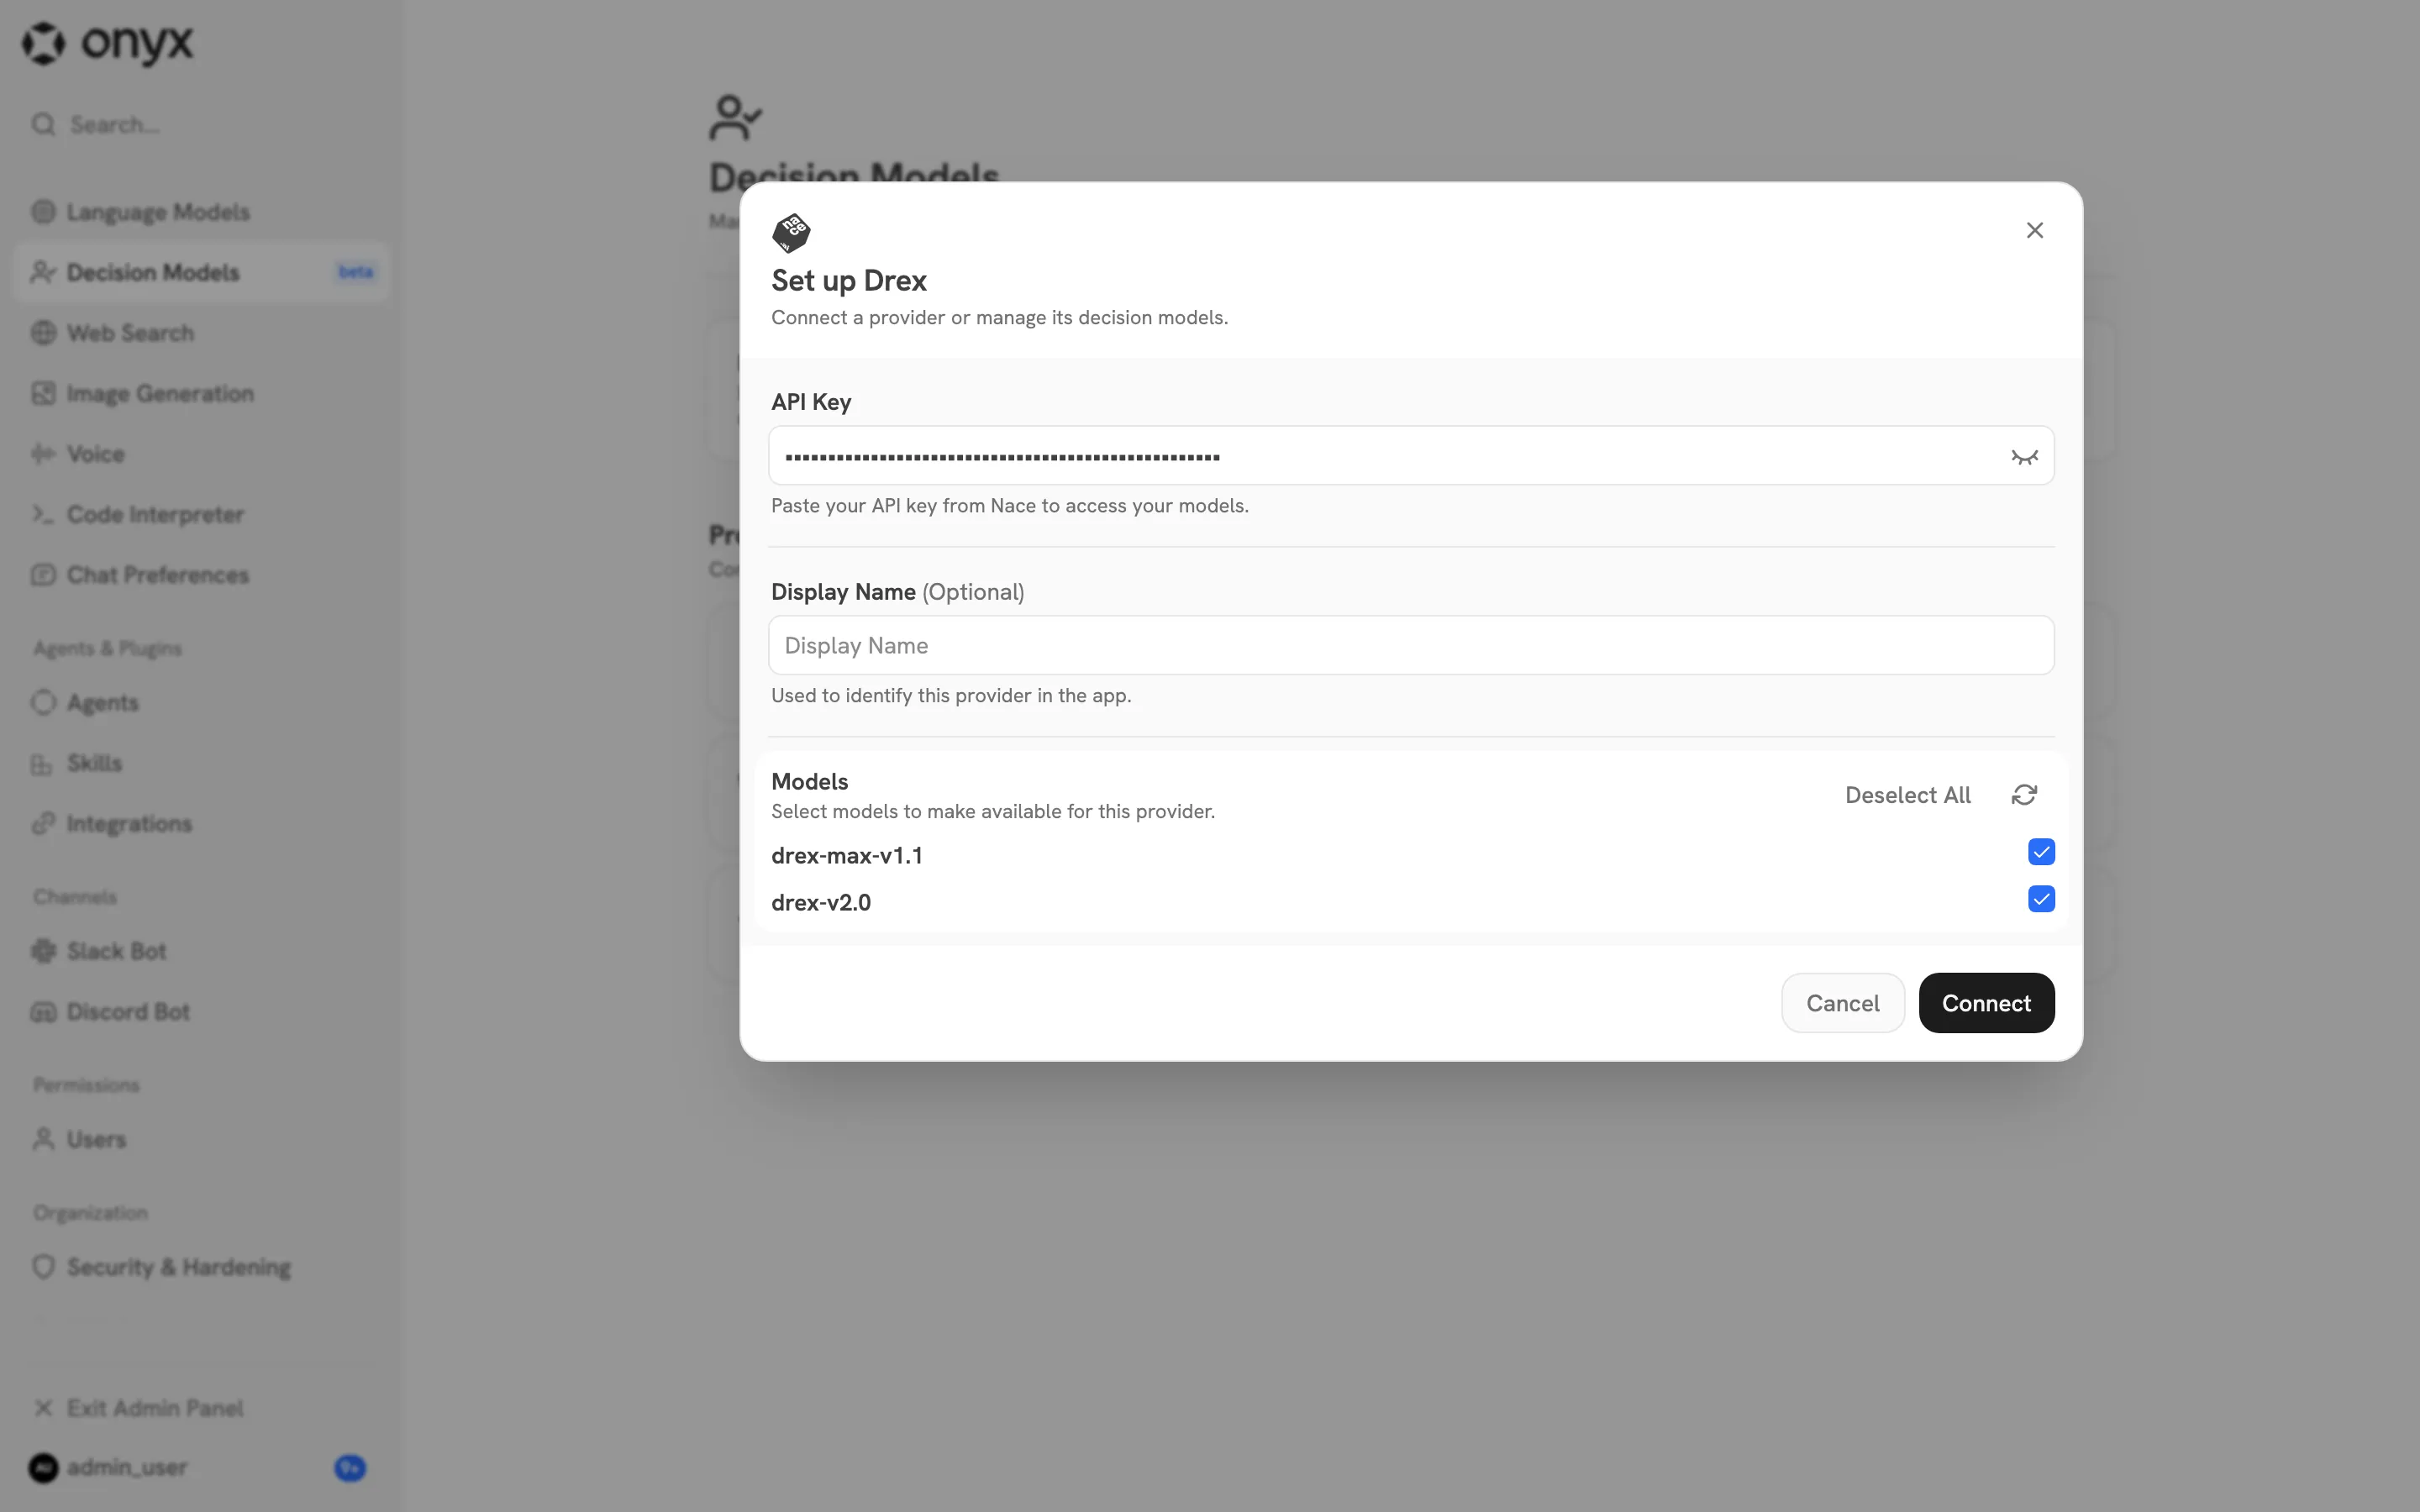 onyx
Search...
Language Models
Decision Models beta
Web Search
Image Generation
Voice
Code Interpreter
Chat Preferences
Agents & Plugins
Agents
Skills
Integrations
Channels
Slack Bot
Discord Bot
Permissions
Users
Organization
Security & Hardening
Exit Admin Panel
admin_user 9+
Decision Models
nace
Set up Drex
Connect a provider or manage its decision models.
API Key
Paste your API key from Nace to access your models.
Display Name (Optional)
Display Name
Used to identify this provider in the app.
Models
Select models to make available for this provider.
Deselect All
drex-max-v1.1
drex-v2.0
Cancel
Connect